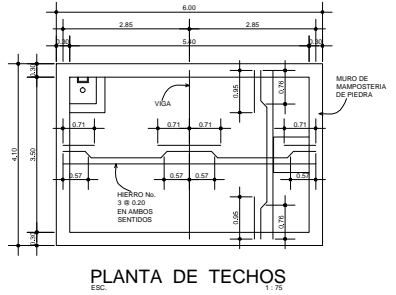 6.00
2.85 2.85
0.30 5.40 0.30
0.30
0.95
0.76
MURO DE
MAMPOSTERIA
DE PIEDRA
VIGA
0.71 0.71 0.71 0.71
4.10
3.50
0.57 0.57 0.57 0.57
HIERRO No.
3 @ 0.20
EN AMBOS
SENTIDOS
0.95
0.76
0.30
PLANTA DE TECHOS
ESC. 1 : 75